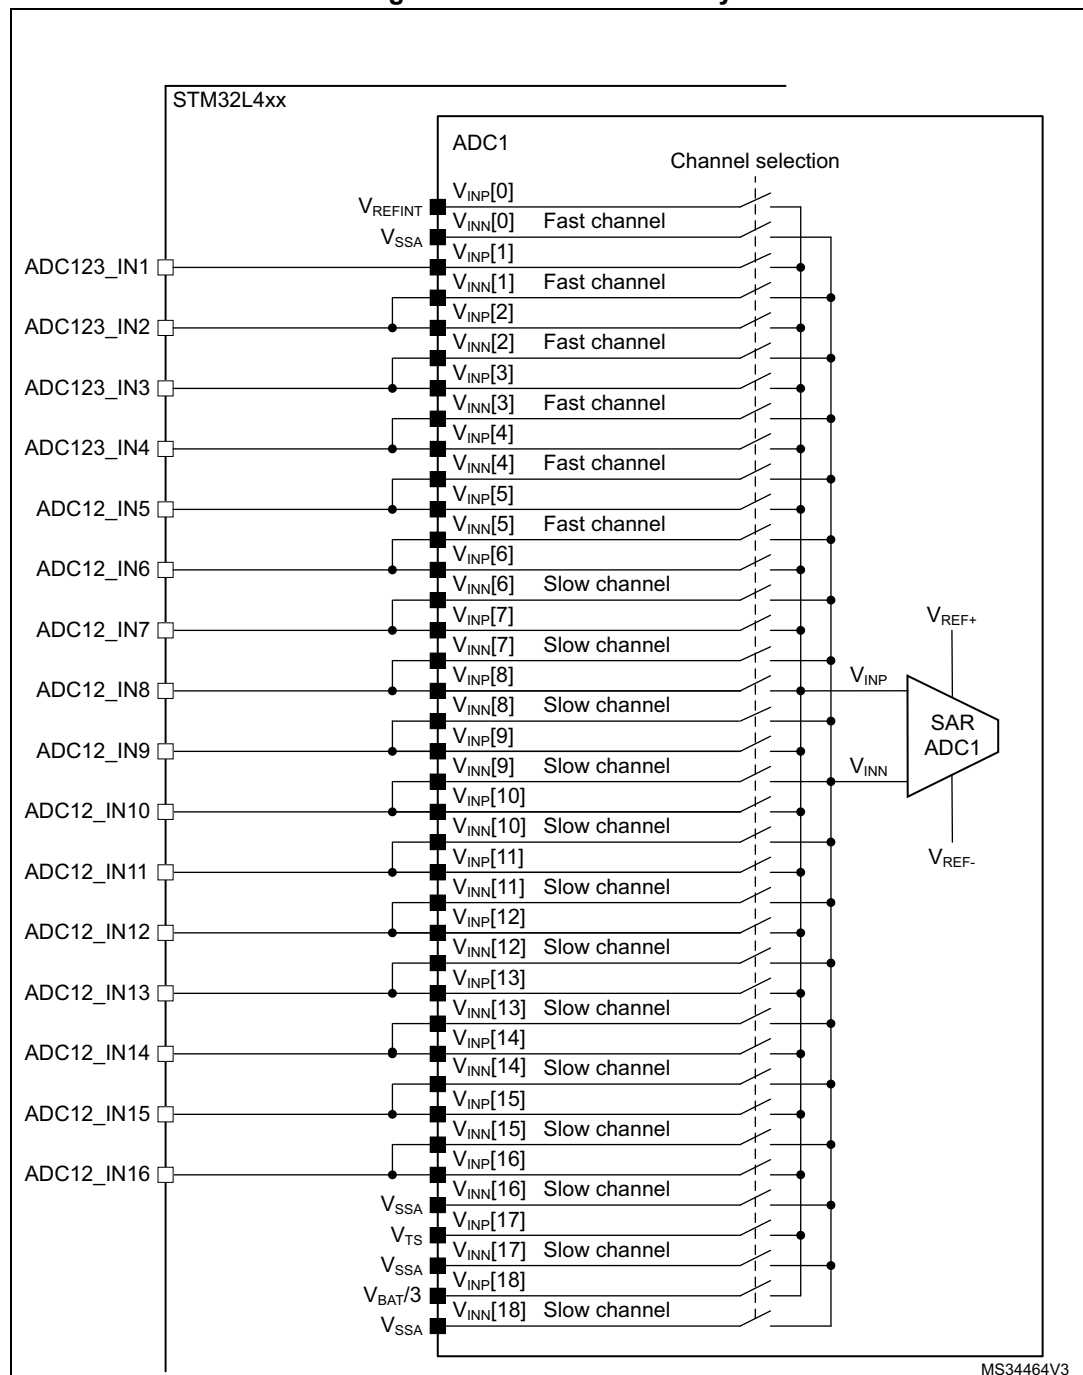 STM32L4xx
ADC1
Channel selection
VINP[0]
VREFINT
VINN[0] Fast channel
VSSA
VINP[1]
ADC123_IN1
VINN[1] Fast channel
VINP[2]
ADC123_IN2
VINN[2] Fast channel
VINP[3]
ADC123_IN3
VINN[3] Fast channel
VINP[4]
ADC123_IN4
VINN[4] Fast channel
VINP[5]
ADC12_IN5
VINN[5] Fast channel
VINP[6]
ADC12_IN6
VINN[6] Slow channel
VINP[7]
ADC12_IN7
VREF+
VINN[7] Slow channel
VINP[8]
ADC12_IN8
VINP
VINN[8] Slow channel
SAR
ADC1
VINP[9]
ADC12_IN9
VINN[9] Slow channel
VINN
VINP[10]
ADC12_IN10
VINN[10] Slow channel
VREF-
VINP[11]
ADC12_IN11
VINN[11] Slow channel
VINP[12]
ADC12_IN12
VINN[12] Slow channel
VINP[13]
ADC12_IN13
VINN[13] Slow channel
VINP[14]
ADC12_IN14
VINN[14] Slow channel
VINP[15]
ADC12_IN15
VINN[15] Slow channel
VINP[16]
ADC12_IN16
VINN[16] Slow channel
VSSA
VINP[17]
VTS
VINN[17] Slow channel
VSSA
VINP[18]
VBAT/3
VINN[18] Slow channel
VSSA
MS34464V3